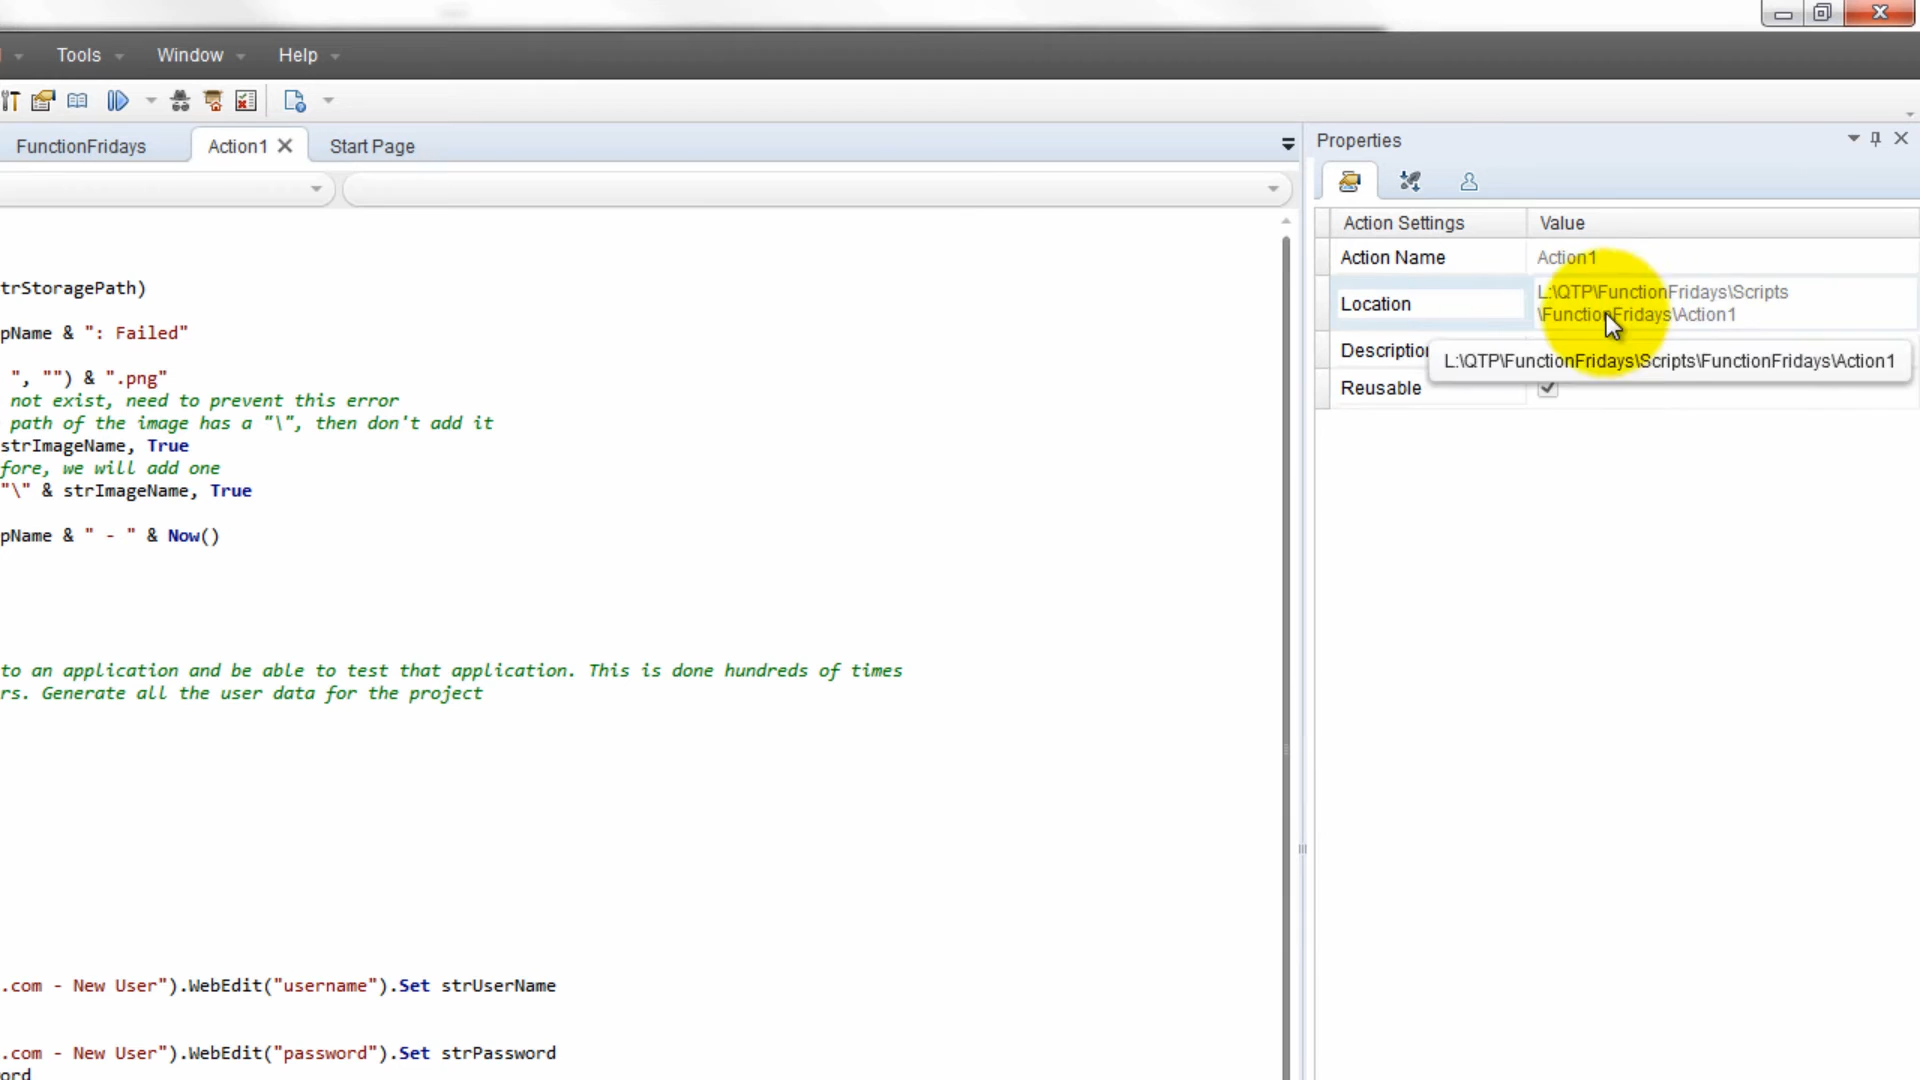 Tools Window Help
FunctionFridays Action1 Start Page
Properties
Action Settings Value
Action Name Action1
Location L:\QTP\FunctionFridays\Scripts
\FunctionFridays\Action1
L:\QTP\FunctionFridays\Scripts\FunctionFridays\Action1
Reusable
trStoragePath)
pName & ": Failed"
", "") & ".png"
not exist, need to prevent this error
path of the image has a "\", then don't add it
strImageName, True
fore, we will add one
"\" & strImageName, True
pName & " - " & Now()
to an application and be able to test that application. This is done hundreds of times
rs. Generate all the user data for the project
.com - New User").WebEdit("username").Set strUserName
.com - New User").WebEdit("password").Set strPassword
ord